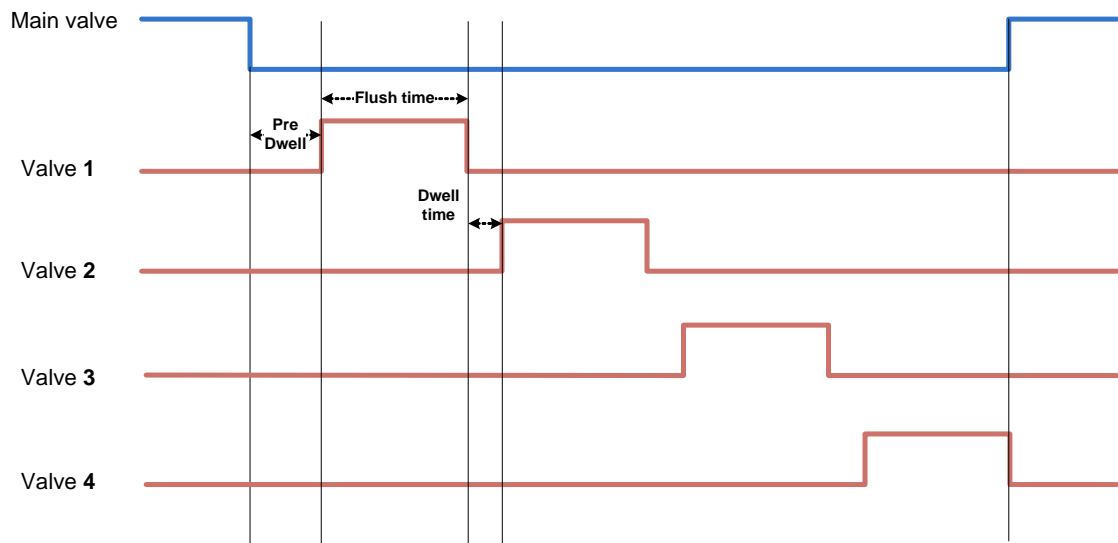 Main valve
Flush time
Pre
Dwell
Valve 1
Dwell
time
Valve 2
Valve 3
Valve 4